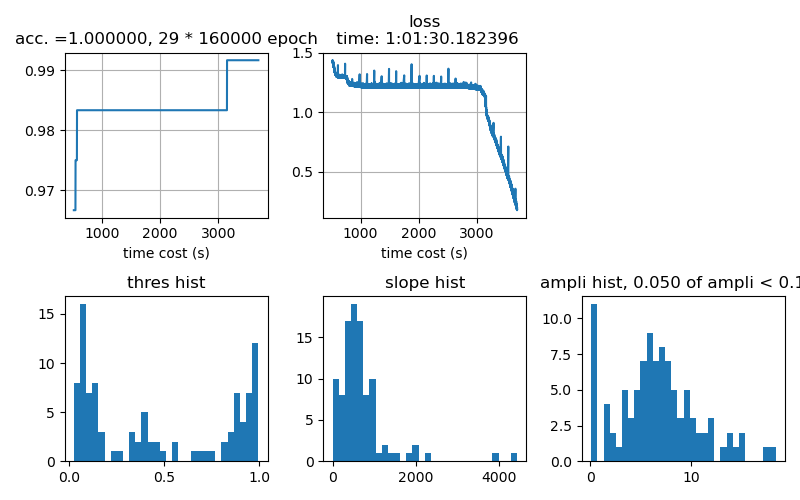 acc. =1.000000, 29 * 160000 epoch
0.99
0.98
0.97
1000 2000 3000
time cost (s)
loss
time: 1:01:30.182396
1.5
1.0
0.5
1000 2000 3000
time cost (s)
thres hist
15
10
5
0
0.0 0.5 1.0
slope hist
15
10
5
0
0 2000 4000
ampli hist, 0.050 of ampli < 0.1
10.0
7.5
5.0
2.5
0.0
0 10